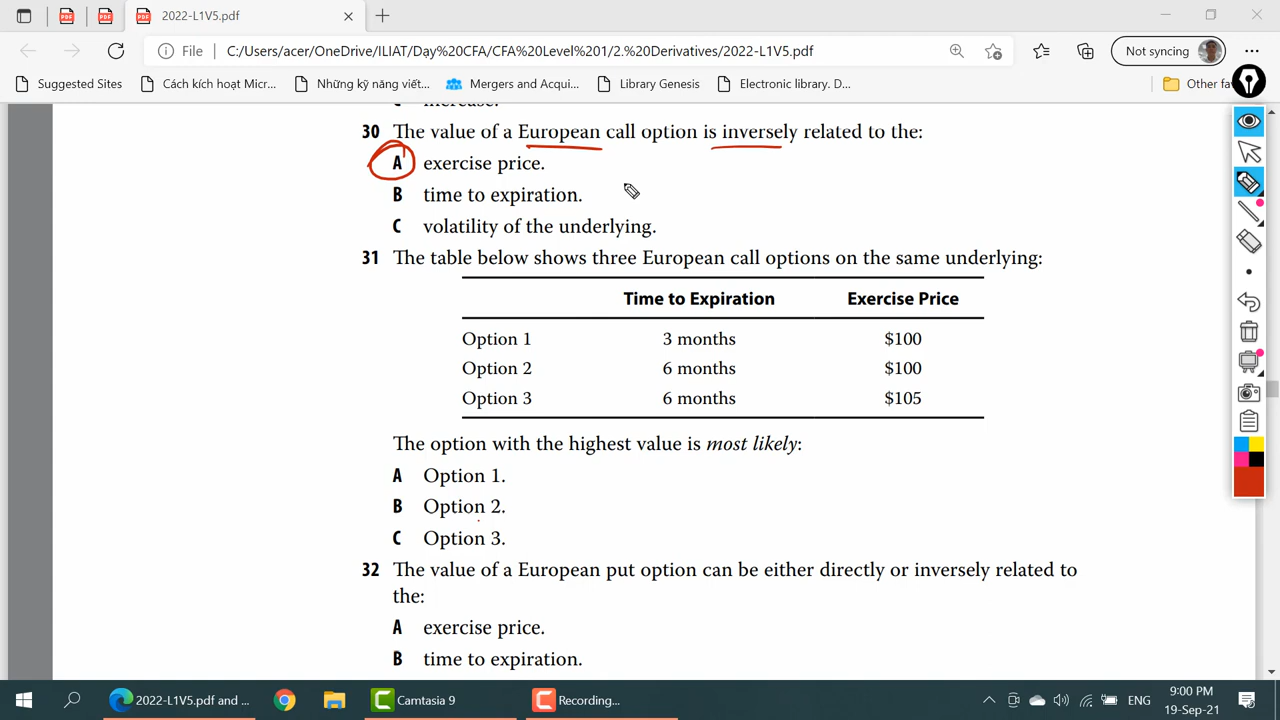 2022-L1V5.pdf
File
C:/Users/acer/OneDrive/ILIAT/Day%20CFA/CFA%20Level%201/2.%20Derivatives/2022-L1V5.pdf
Not syncing
Suggested Sites
Cách kích hoạt Micr...
Những kỹ năng viết...
Mergers and Acqui...
Library Genesis
Electronic library. D...
Other fa
C increase.
30 The value of a European call option is inversely related to the:
A exercise price.
B time to expiration.
C volatility of the underlying.
31 The table below shows three European call options on the same underlying:
Time to Expiration Exercise Price
Option 1 3 months $100
Option 2 6 months $100
Option 3 6 months $105
The option with the highest value is most likely:
A Option 1.
B Option 2.
C Option 3.
32 The value of a European put option can be either directly or inversely related to
the:
A exercise price.
B time to expiration.
2022-L1V5.pdf and ...
Camtasia 9
Recording...
ENG
9:00 PM
19-Sep-21